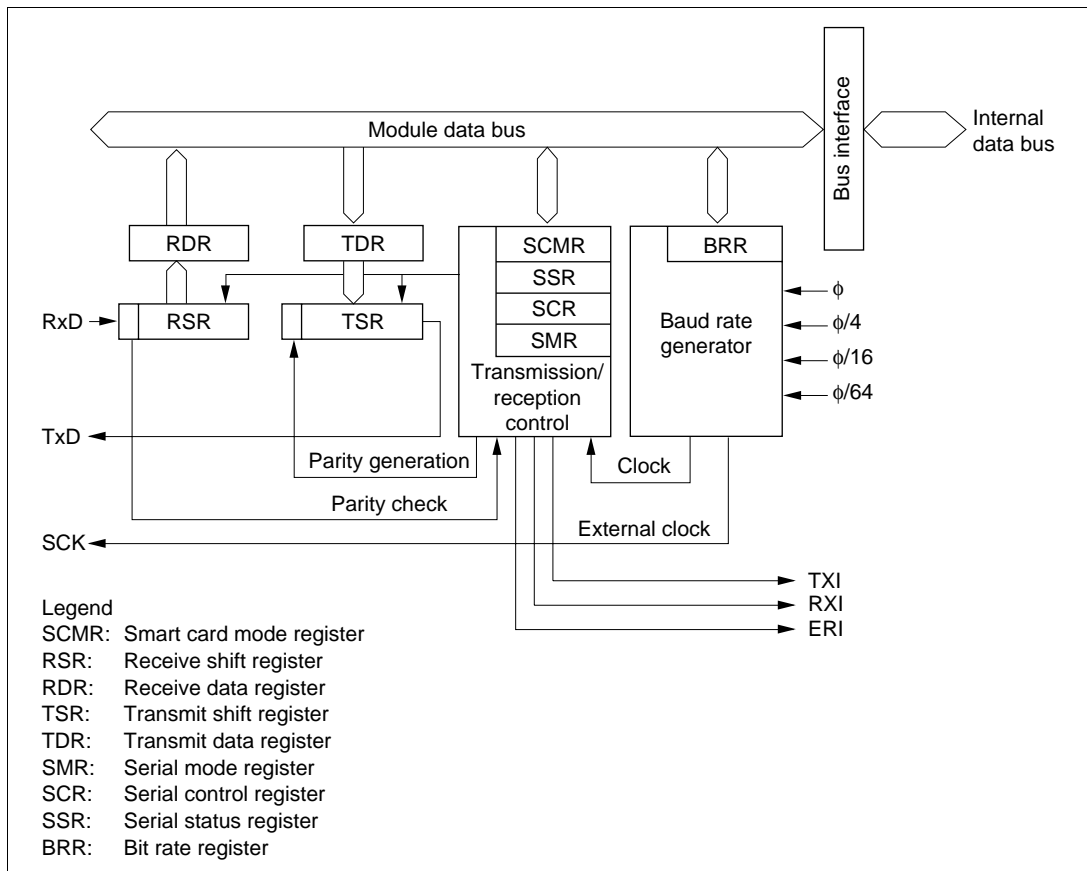 Module data bus
Bus interface
Internal
data bus
RDR
TDR
SCMR
SSR
SCR
SMR
Transmission/
reception
control
BRR
Baud rate
generator
ϕ
ϕ/4
ϕ/16
ϕ/64
RxD
RSR
TSR
TxD
Parity generation
Parity check
Clock
External clock
SCK
TXI
RXI
ERI
Legend
SCMR: Smart card mode register
RSR: Receive shift register
RDR: Receive data register
TSR: Transmit shift register
TDR: Transmit data register
SMR: Serial mode register
SCR: Serial control register
SSR: Serial status register
BRR: Bit rate register